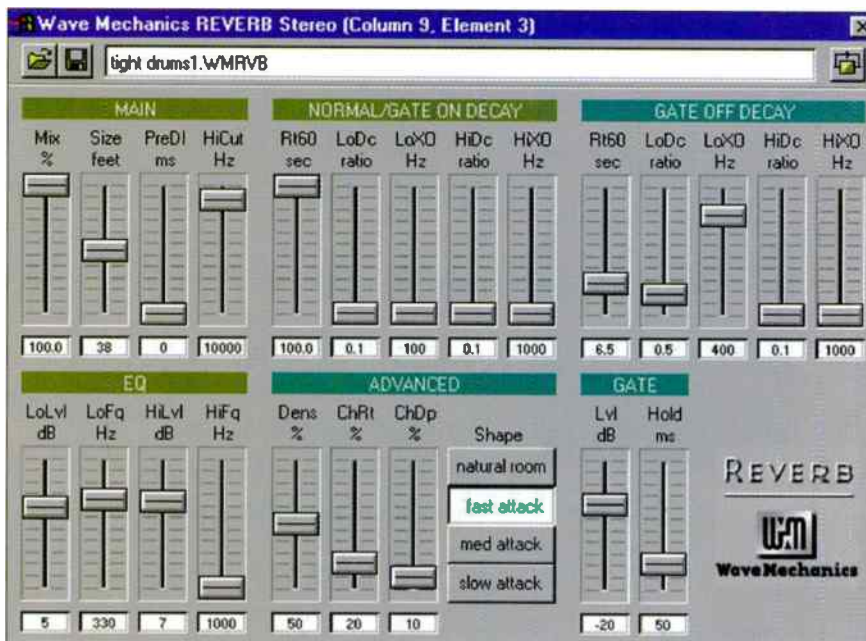 Wave Mechanics REVERB Stereo (Column 9, Element 3)
tight drums1.WMRVB
MAIN
Mix % Size feet PreDl ms HiCut Hz
100.0 38 0 10000
NORMAL/GATE ON DECAY
Rt60 sec LoDc ratio LoXO Hz HiDc ratio HiXO Hz
100.0 0.1 100 0.1 1000
GATE OFF DECAY
Rt60 sec LoDc ratio LoXO Hz HiDc ratio HiXO Hz
6.5 0.5 400 0.1 1000
EQ
LoLvl dB LoFq Hz HiLvl dB HiFq Hz
5 330 7 1000
ADVANCED
Dens % ChRt % ChDp % Shape
natural room
fast attack
med attack
slow attack
50 20 10
GATE
Lvl dB Hold ms
-20 50
REVERB
WM
Wave Mechanics